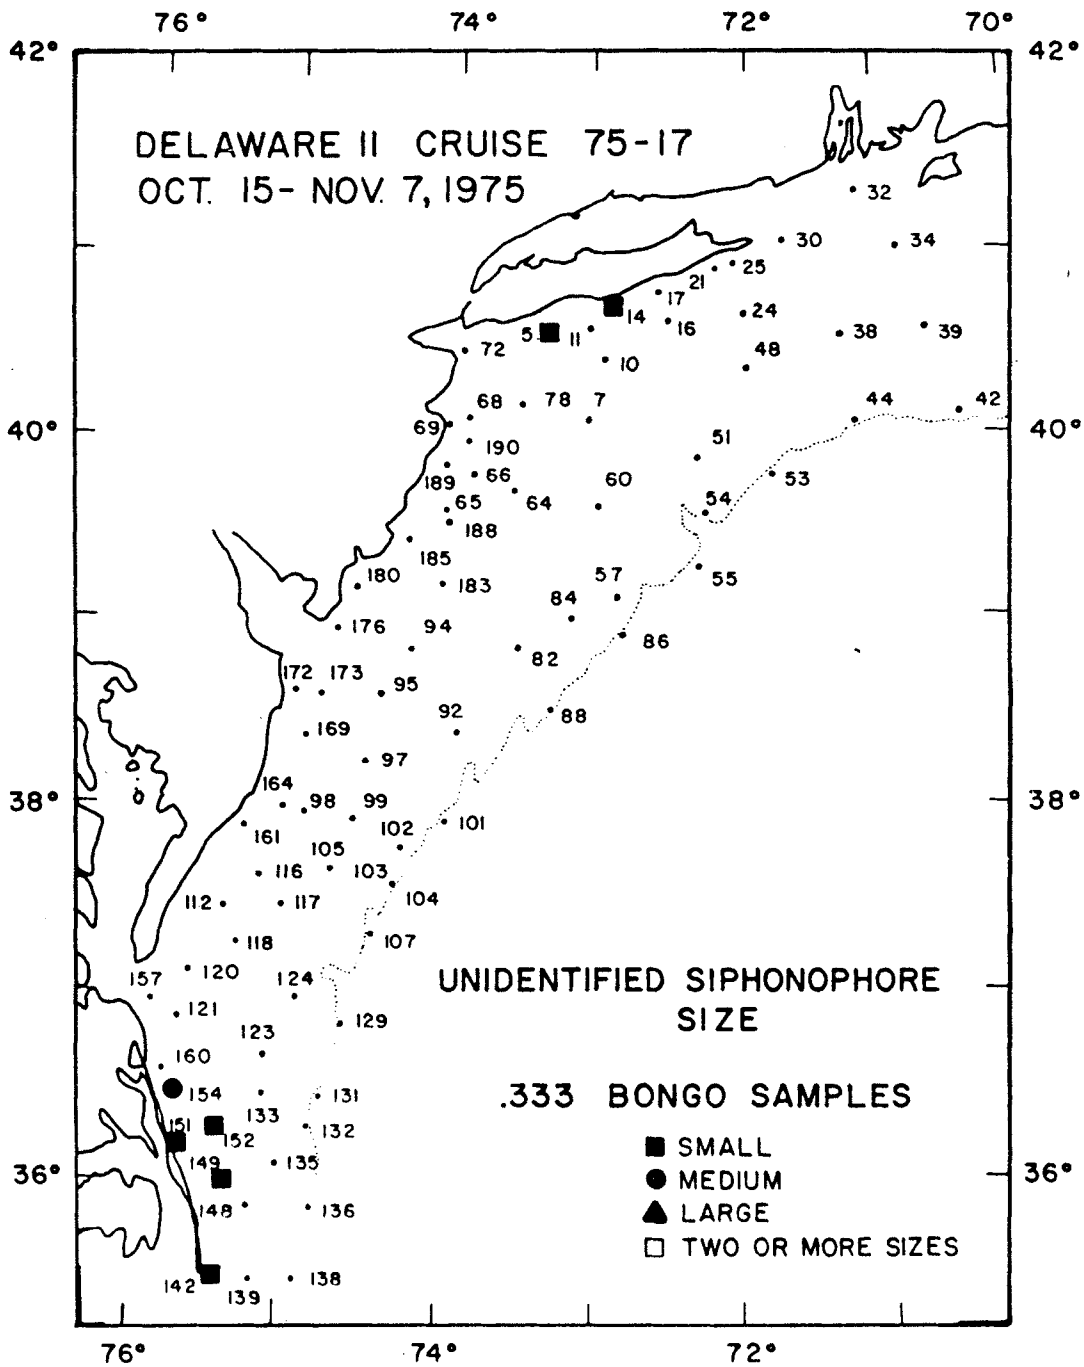 76° 74° 72° 70°
42° 42°
DELAWARE II CRUISE 75-17
OCT. 15- NOV. 7, 1975
32
30 34
25
21
17
14 16 24
5 11 38 39
72 10 48
68 78 7 44 42
69 40° 40°
190 51
189 66 53
65 64 60 54
188
185 55
180 183 57
84
176 94 86
82
172 173 95
92 88
169
97
164 98 99
38° 38°
161 102 101
105
116 103
112 117 104
118 107
120 124
157
UNIDENTIFIED SIPHONOPHORE
SIZE
121
129
123
160
154 131
.333 BONGO SAMPLES
133
151 152 132
SMALL
149 135
36° 36°
MEDIUM
148 136
LARGE
TWO OR MORE SIZES
142 139 138
76° 74° 72°